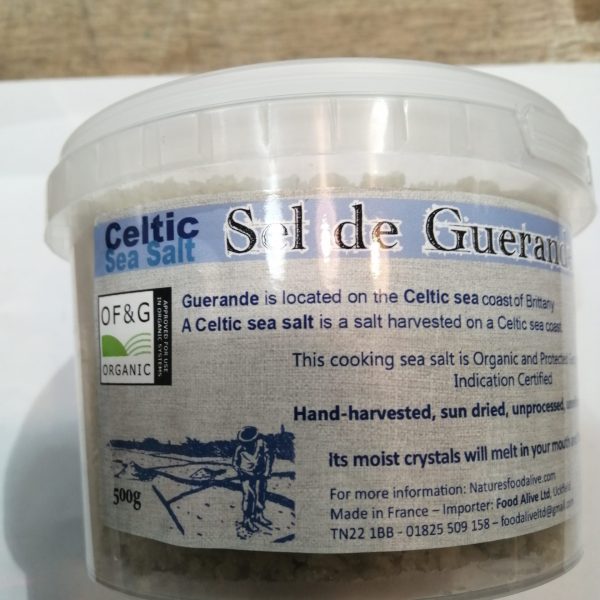 Celtic
Sea Salt
Sel de Guerande
OF&G
ORGANIC
APPROVED FOR USE
IN ORGANIC SYSTEMS
Guerande is located on the Celtic sea coast of Brittany
A Celtic sea salt is a salt harvested on a Celtic sea coast
This cooking sea salt is Organic and Protected
Indication Certified
Hand-harvested, sun dried, unprocessed,
Its moist crystals will melt in your mouth
500g
For more information: Naturesfoodalive.com
Made in France – Importer: Food Alive Ltd,
TN22 1BB – 01825 509 158 – foodaliveltd@gmail